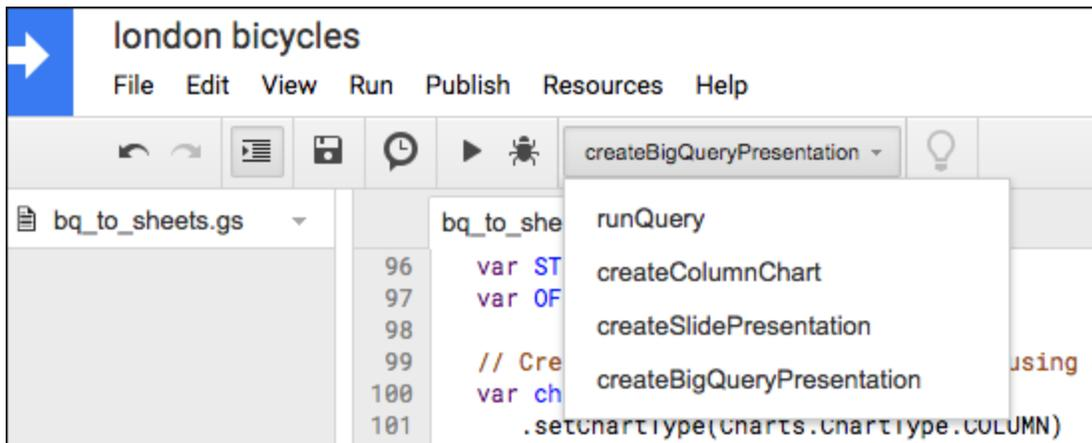 london bicycles
File Edit View Run Publish Resources Help
createBigQueryPresentation
bq_to_sheets.gs
bq_to_she
runQuery
createColumnChart
createSlidePresentation
createBigQueryPresentation
96 var ST
97 var OF
98
99 // Cre using
100 var ch
101 .setChartType(Charts.ChartType.COLUMN)